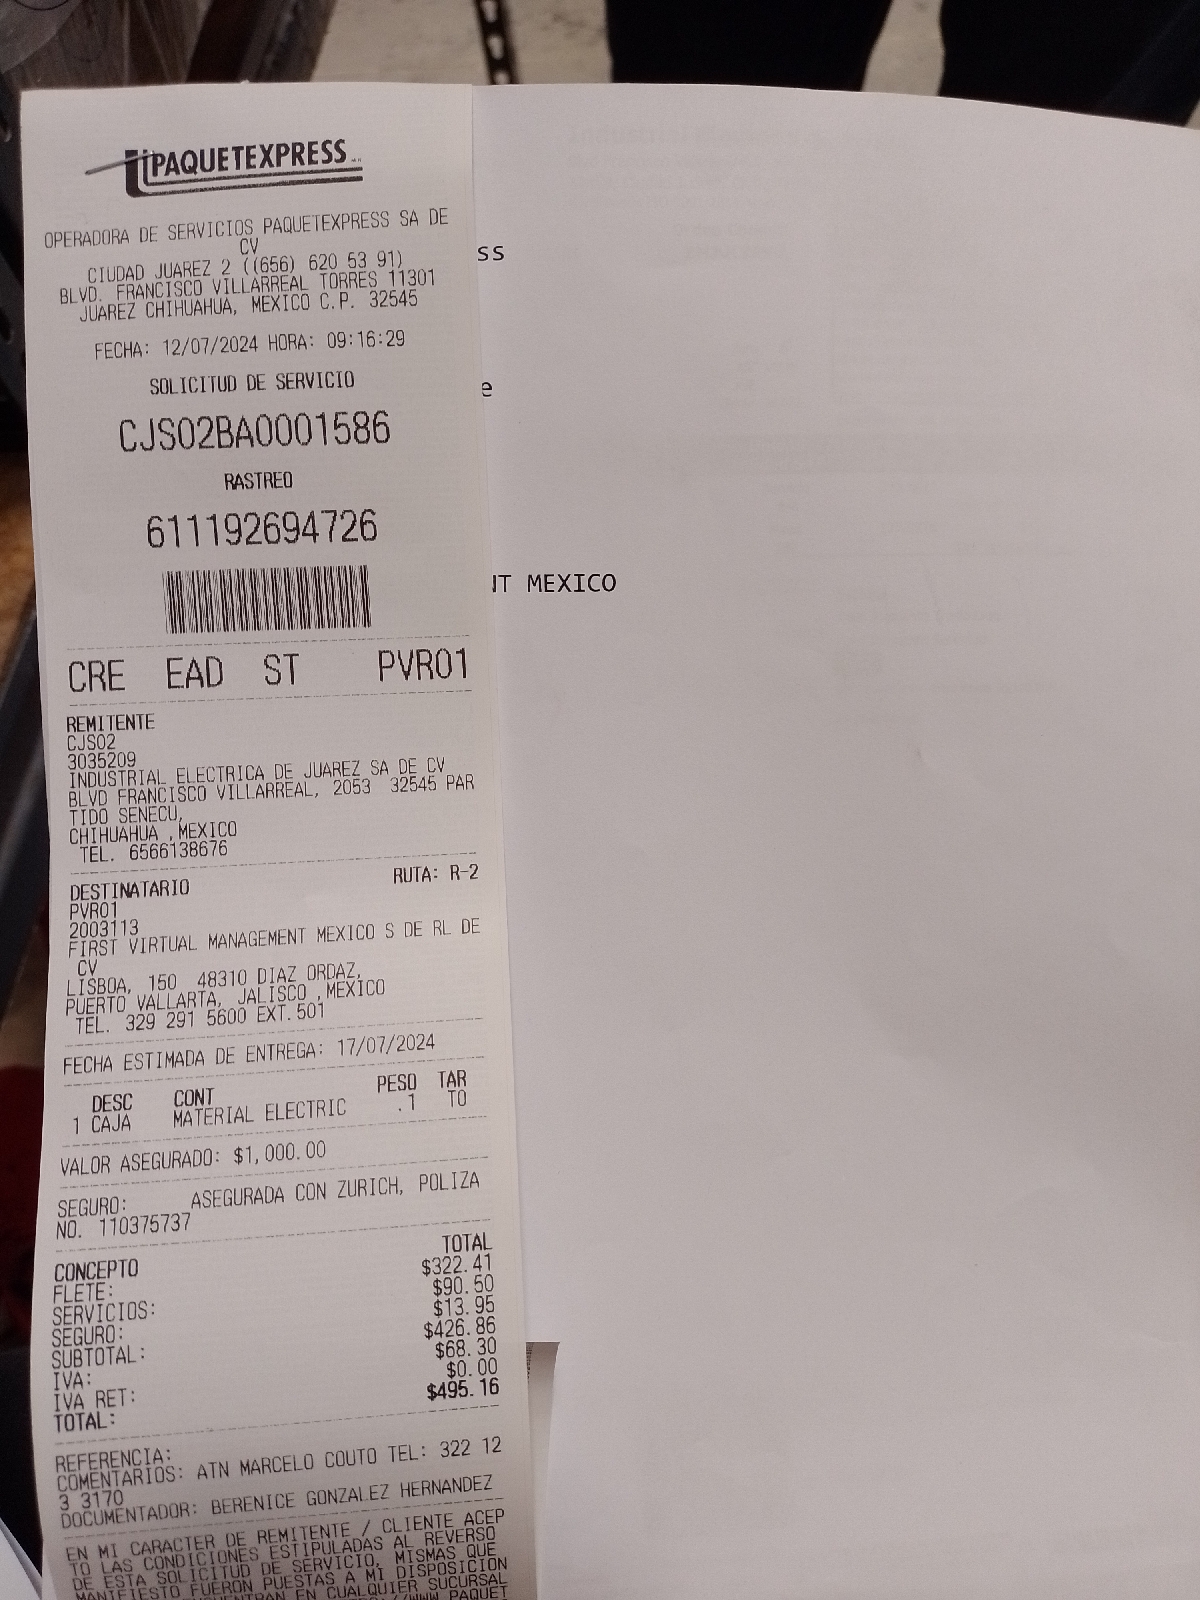 PAQUETEXPRESS
OPERADORA DE SERVICIOS PAQUETEXPRESS SA DE
CV
CIUDAD JUAREZ 2 ((656) 620 53 91)
BLVD. FRANCISCO VILLARREAL TORRES 11301
JUAREZ CHIHUAHUA, MEXICO C.P. 32545
FECHA: 12/07/2024 HORA: 09:16:29
SOLICITUD DE SERVICIO
CJS02BA0001586
RASTREO
611192694726
CRE EAD ST PVR01
REMITENTE
CJS02
3035209
INDUSTRIAL ELECTRICA DE JUAREZ SA DE CV
BLVD FRANCISCO VILLARREAL, 2053 32545 PAR
TIDO SENECU,
CHIHUAHUA ,MEXICO
TEL. 6566138676
DESTINATARIO RUTA: R-2
PVR01
2003113
FIRST VIRTUAL MANAGEMENT MEXICO S DE RL DE
CV
LISBOA, 150 48310 DIAZ ORDAZ,
PUERTO VALLARTA, JALISCO ,MEXICO
TEL. 329 291 5600 EXT.501
FECHA ESTIMADA DE ENTREGA: 17/07/2024
DESC CONT PESO TAR
1 CAJA MATERIAL ELECTRIC .1 TO
VALOR ASEGURADO: $1,000.00
SEGURO: ASEGURADA CON ZURICH, POLIZA
NO. 110375737
CONCEPTO TOTAL
FLETE: $322.41
SERVICIOS: $90.50
SEGURO: $13.95
SUBTOTAL: $426.86
IVA: $68.30
IVA RET: $0.00
TOTAL: $495.16
REFERENCIA:
COMENTARIOS: ATN MARCELO COUTO TEL: 322 12
3 3170
DOCUMENTADOR: BERENICE GONZALEZ HERNANDEZ
EN MI CARACTER DE REMITENTE / CLIENTE ACEP
TO LAS CONDICIONES ESTIPULADAS AL REVERSO
DE ESTA SOLICITUD DE SERVICIO, MISMAS QUE
MANIFIESTO FUERON PUESTAS A MI DISPOSICION
EN CUALQUIER SUCURSAL
ss
e
NT MEXICO